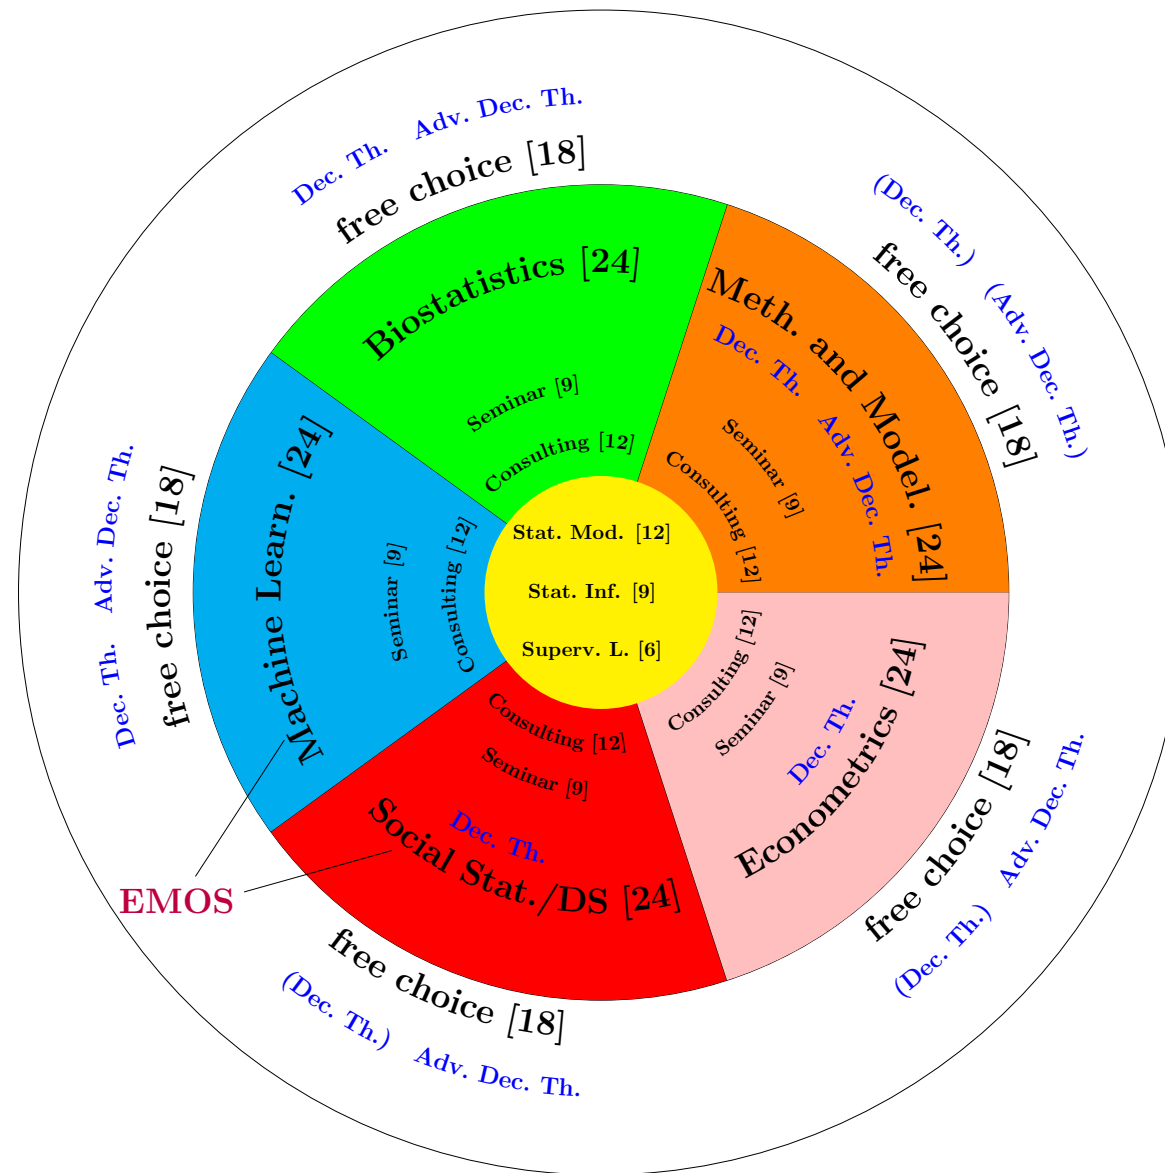 Dec. Th. Adv. Dec. Th.
free choice [18]
Biostatistics [24]
Seminar [9]
Consulting [12]
(Dec. Th.) (Adv. Dec. Th.)
free choice [18]
Meth. and Model. [24]
Dec. Th. Adv. Dec. Th.
Seminar [9]
Consulting [12]
Dec. Th. Adv. Dec. Th.
free choice [18]
Machine Learn. [24]
Seminar [9]
Consulting [12]
Stat. Mod. [12]
Stat. Inf. [9]
Superv. L. [6]
Consulting [12]
Seminar [9]
Dec. Th.
Econometrics [24]
free choice [18]
(Dec. Th.) Adv. Dec. Th.
Consulting [12]
Seminar [9]
Dec. Th.
Social Stat./DS [24]
free choice [18]
(Dec. Th.) Adv. Dec. Th.
EMOS